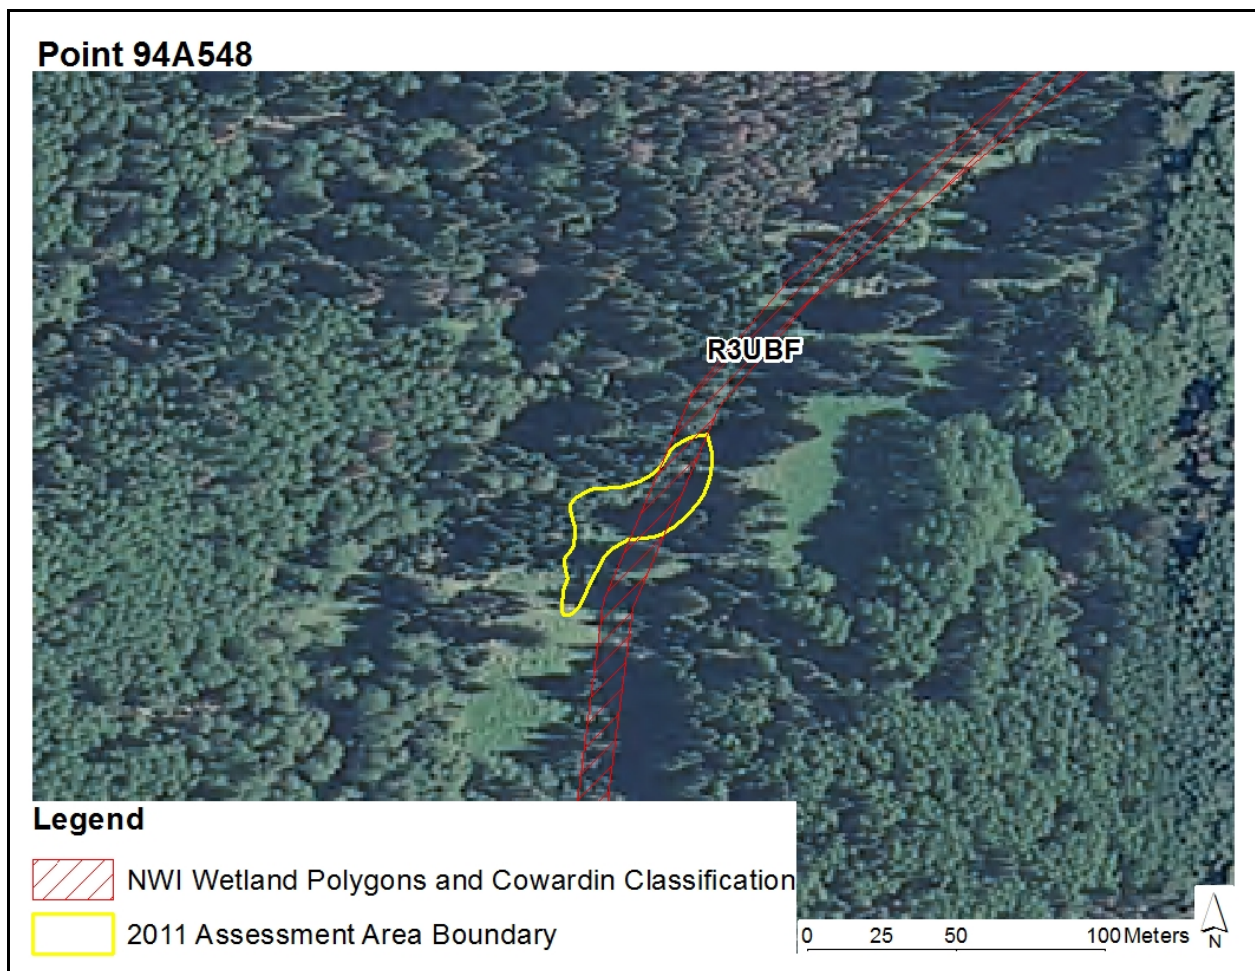 Point 94A548
R3UBF
Legend
NWI Wetland Polygons and Cowardin Classification
2011 Assessment Area Boundary
0 25 50 100 Meters
N